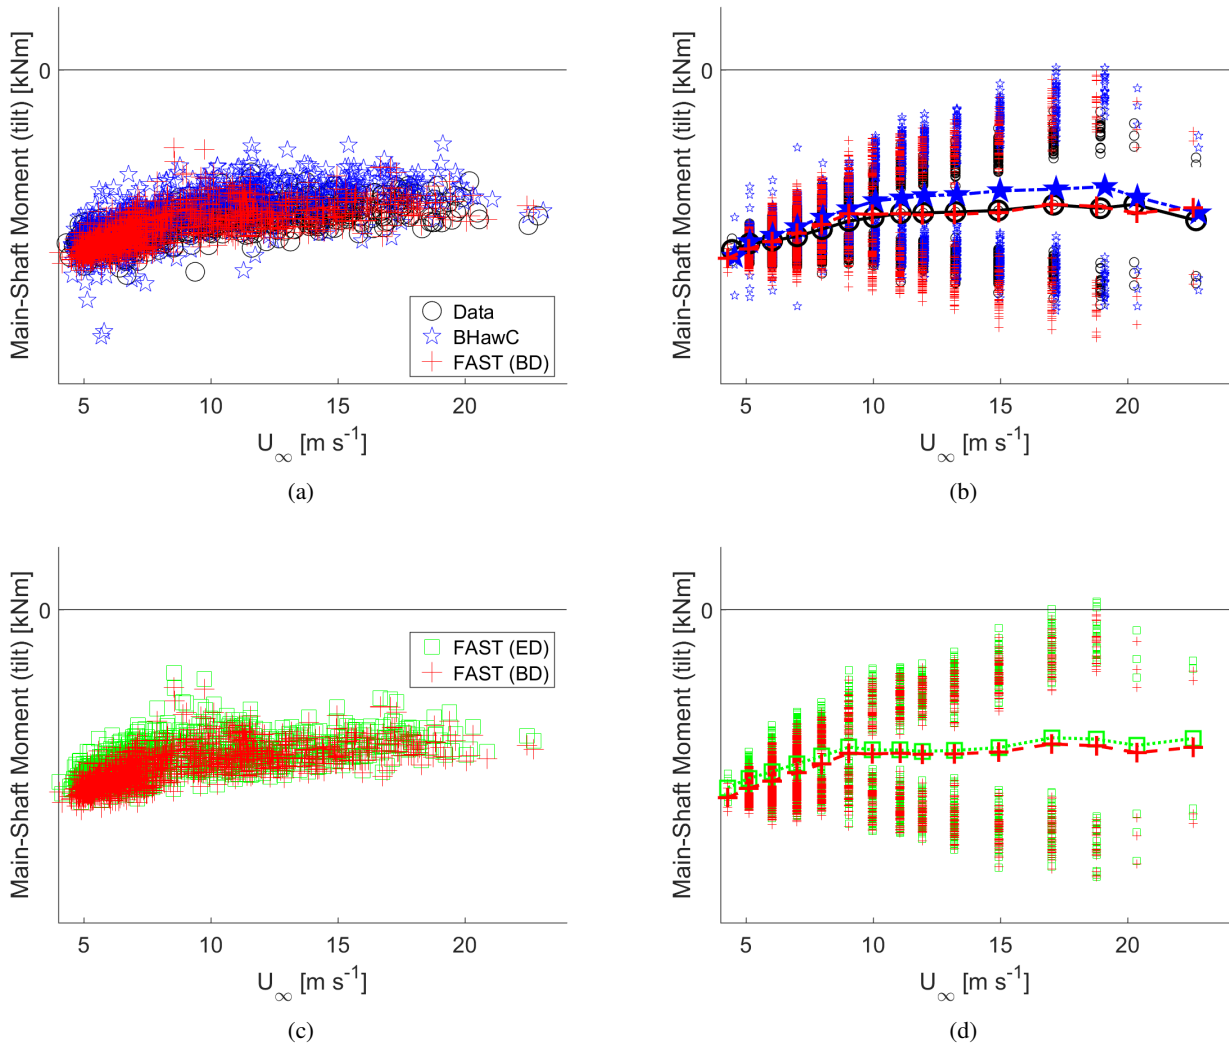 0
Main-Shaft Moment (tilt) [kNm]
Data
BHawC
FAST (BD)
5 10 15 20
U∞ [m s-1]
(a)
0
Main-Shaft Moment (tilt) [kNm]
5 10 15 20
U∞ [m s-1]
(b)
0
Main-Shaft Moment (tilt) [kNm]
FAST (ED)
FAST (BD)
5 10 15 20
U∞ [m s-1]
(c)
0
Main-Shaft Moment (tilt) [kNm]
5 10 15 20
U∞ [m s-1]
(d)